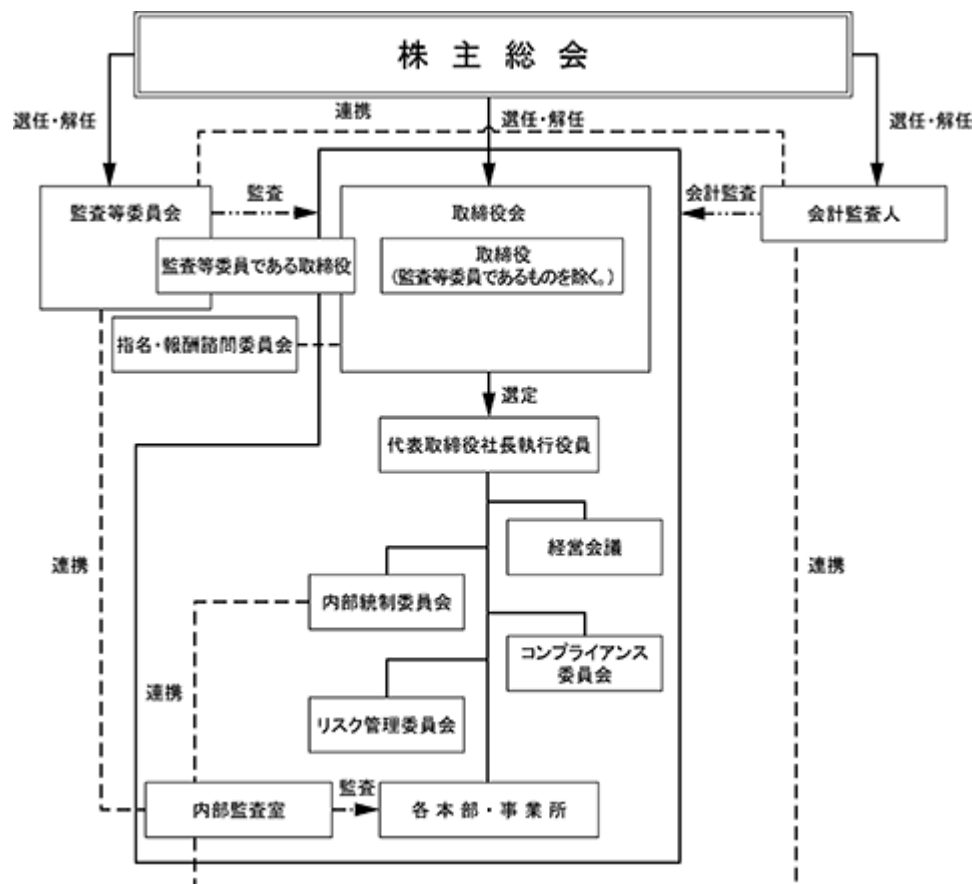 株主総会
選任・解任
連携
選任・解任
選任・解任
監査等委員会
監査
取締役会
会計監査
会計監査人
監査等委員である取締役
取締役
(監査等委員であるものを除く。)
指名・報酬諮問委員会
選定
代表取締役社長執行役員
経営会議
連携
連携
内部統制委員会
コンプライアンス
委員会
連携
リスク管理委員会
内部監査室
監査
各本部・事業所